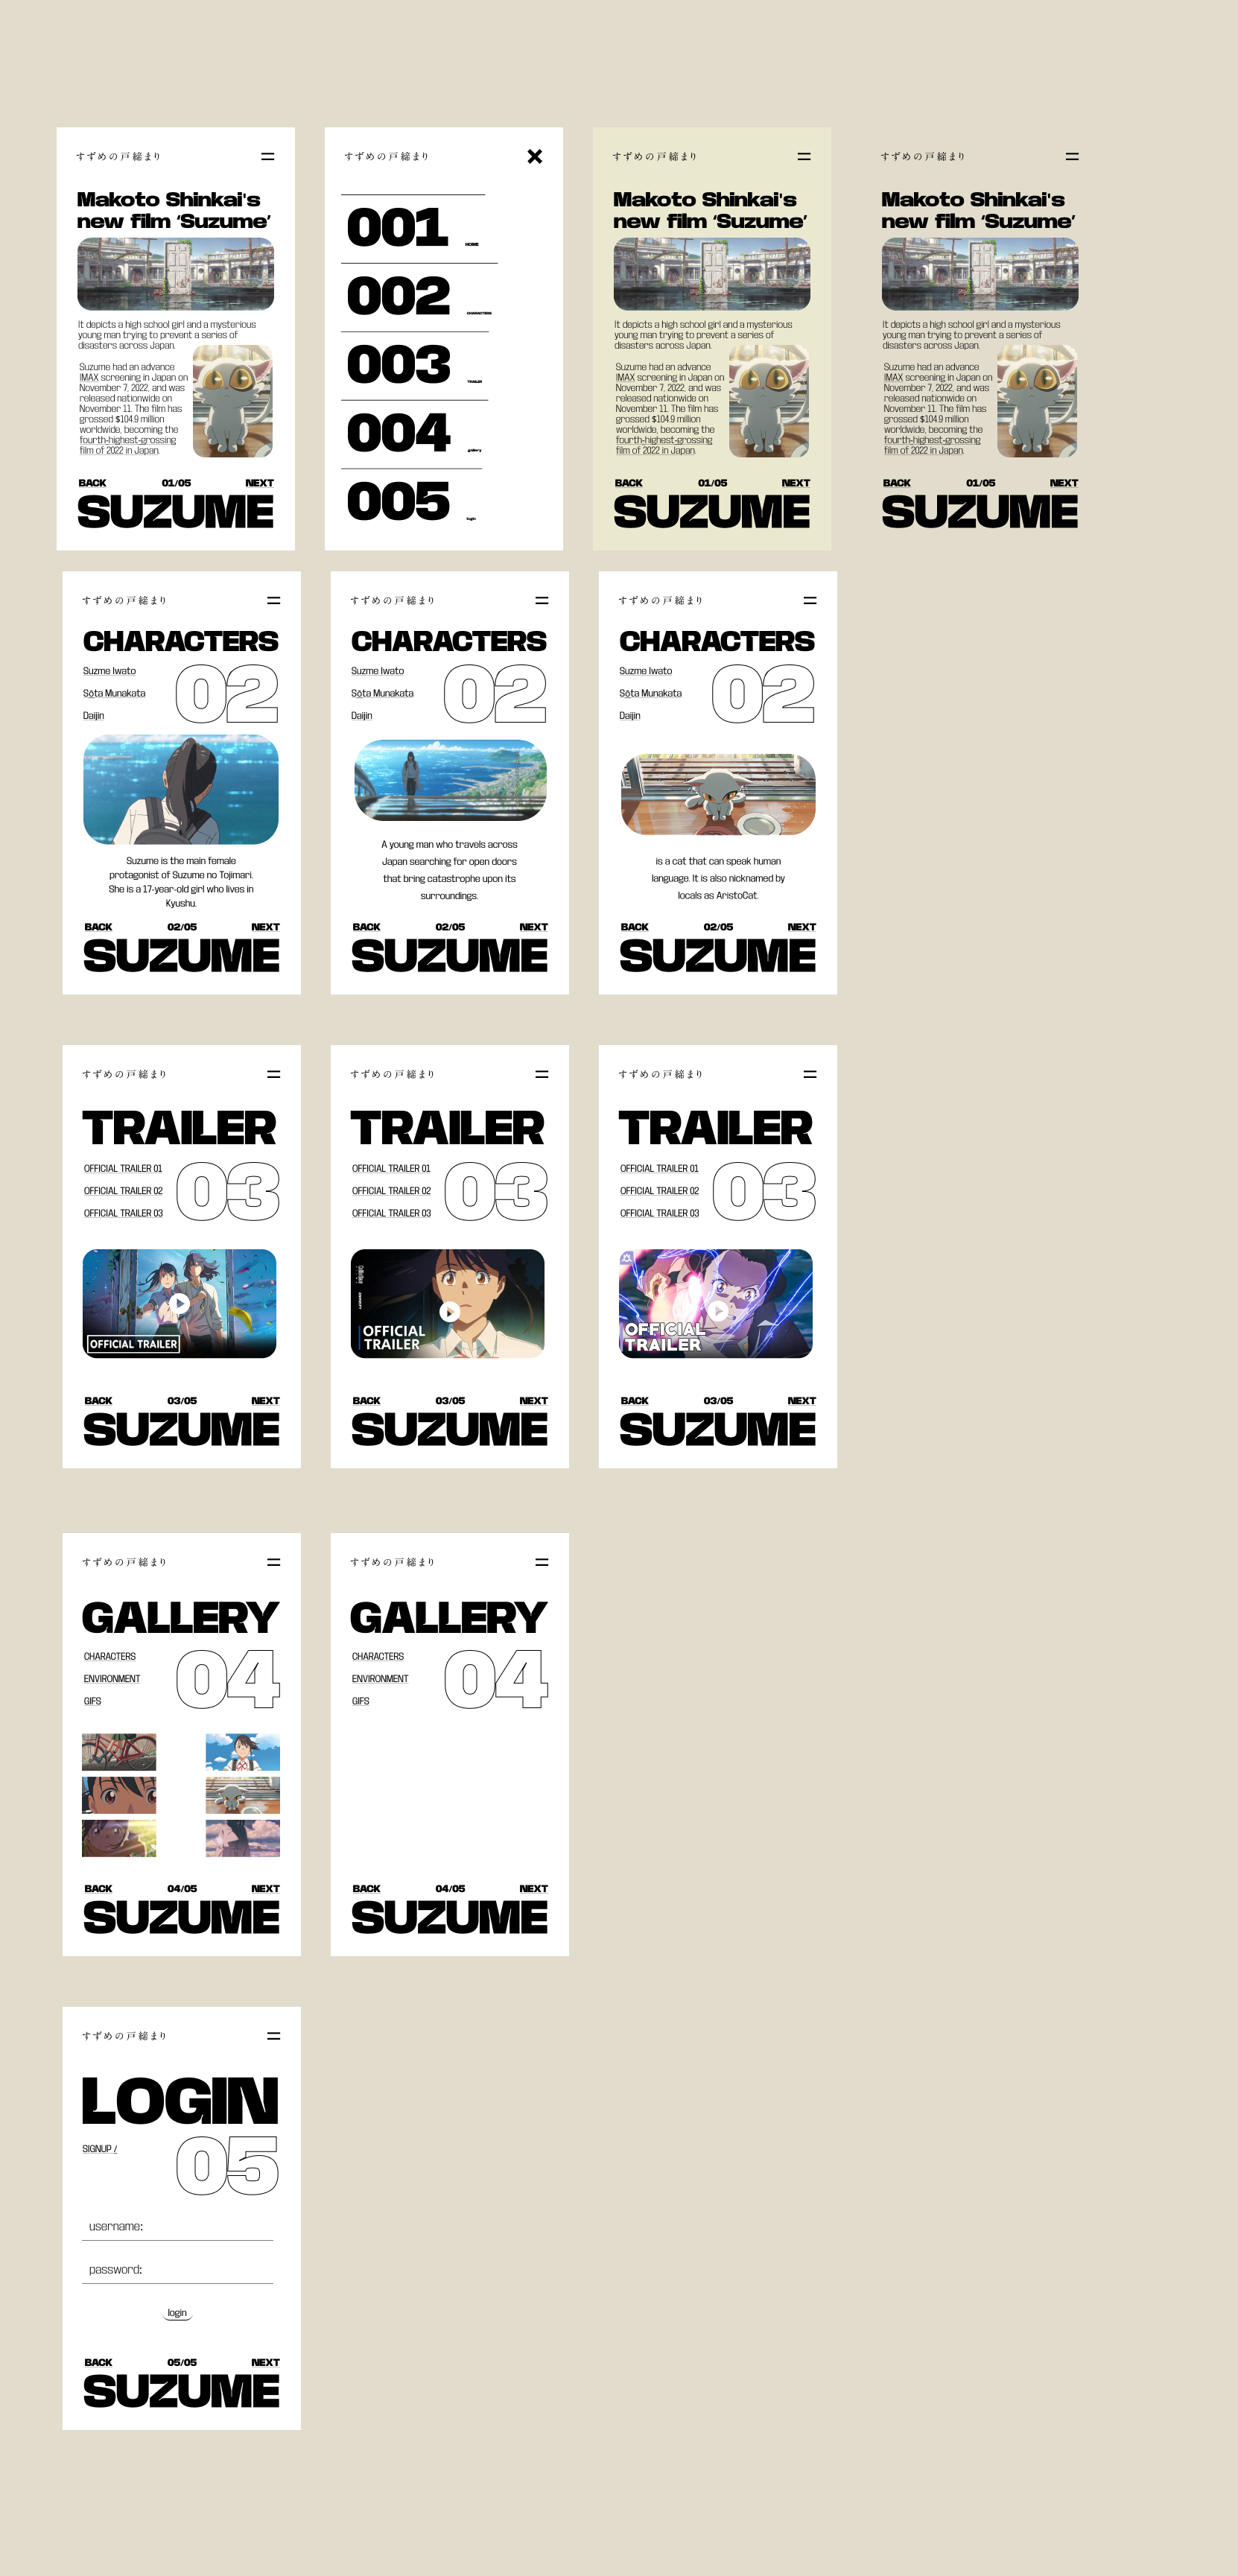 すずめの戸締まり
Makoto Shinkai's
new film ‘Suzume’
It depicts a high school girl and a mysterious
young man trying to prevent a series of
disasters across Japan.
Suzume had an advance
IMAX screening in Japan on
November 7, 2022, and was
released nationwide on
November 11. The film has
grossed $104.9 million
worldwide, becoming the
fourth-highest-grossing
film of 2022 in Japan.
BACK 01/05 NEXT
SUZUME
すずめの戸締まり
001 HOME
002 CHARACTERS
003 TRAILER
004 gallery
005 login
すずめの戸締まり
Makoto Shinkai's
new film ‘Suzume’
It depicts a high school girl and a mysterious
young man trying to prevent a series of
disasters across Japan.
Suzume had an advance
IMAX screening in Japan on
November 7, 2022, and was
released nationwide on
November 11. The film has
grossed $104.9 million
worldwide, becoming the
fourth-highest-grossing
film of 2022 in Japan.
BACK 01/05 NEXT
SUZUME
すずめの戸締まり
Makoto Shinkai's
new film ‘Suzume’
It depicts a high school girl and a mysterious
young man trying to prevent a series of
disasters across Japan.
Suzume had an advance
IMAX screening in Japan on
November 7, 2022, and was
released nationwide on
November 11. The film has
grossed $104.9 million
worldwide, becoming the
fourth-highest-grossing
film of 2022 in Japan.
BACK 01/05 NEXT
SUZUME
すずめの戸締まり
CHARACTERS
Suzme Iwato
Sōta Munakata
Daijin
02
Suzume is the main female
protagonist of Suzume no Tojimari.
She is a 17-year-old girl who lives in
Kyushu.
BACK 02/05 NEXT
SUZUME
すずめの戸締まり
CHARACTERS
Suzme Iwato
Sōta Munakata
Daijin
02
A young man who travels across
Japan searching for open doors
that bring catastrophe upon its
surroundings.
BACK 02/05 NEXT
SUZUME
すずめの戸締まり
CHARACTERS
Suzme Iwato
Sōta Munakata
Daijin
02
is a cat that can speak human
language. It is also nicknamed by
locals as AristoCat.
BACK 02/05 NEXT
SUZUME
すずめの戸締まり
TRAILER
OFFICIAL TRAILER 01
OFFICIAL TRAILER 02
OFFICIAL TRAILER 03
03
OFFICIAL TRAILER
BACK 03/05 NEXT
SUZUME
すずめの戸締まり
TRAILER
OFFICIAL TRAILER 01
OFFICIAL TRAILER 02
OFFICIAL TRAILER 03
03
OFFICIAL
TRAILER
BACK 03/05 NEXT
SUZUME
すずめの戸締まり
TRAILER
OFFICIAL TRAILER 01
OFFICIAL TRAILER 02
OFFICIAL TRAILER 03
03
OFFICIAL
TRAILER
BACK 03/05 NEXT
SUZUME
すずめの戸締まり
GALLERY
CHARACTERS
ENVIRONMENT
GIFS
04
BACK 04/05 NEXT
SUZUME
すずめの戸締まり
GALLERY
CHARACTERS
ENVIRONMENT
GIFS
04
BACK 04/05 NEXT
SUZUME
すずめの戸締まり
LOGIN
SIGNUP /
05
username:
password:
login
BACK 05/05 NEXT
SUZUME